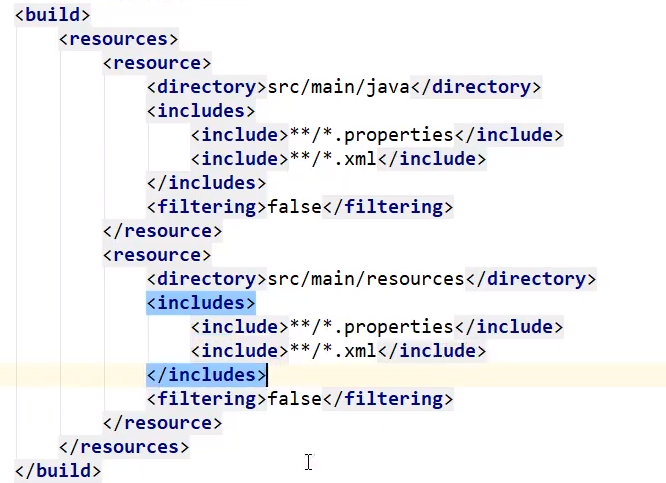 <build>
<resources>
<resource>
<directory>src/main/java</directory>
<includes>
<include>**/*.properties</include>
<include>**/*.xml</include>
</includes>
<filtering>false</filtering>
</resource>
<resource>
<directory>src/main/resources</directory>
<includes>
<include>**/*.properties</include>
<include>**/*.xml</include>
</includes>
<filtering>false</filtering>
</resource>
</resources>
</build>